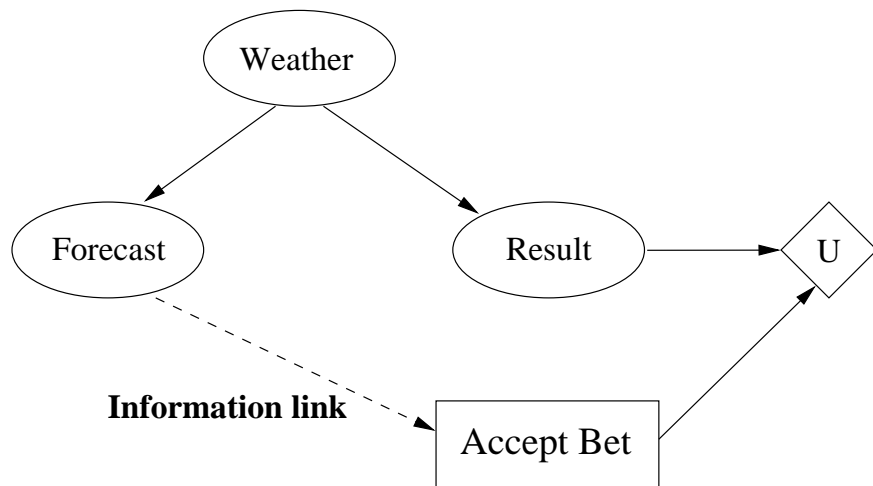 Weather
Forecast
Result
U
Information link
Accept Bet